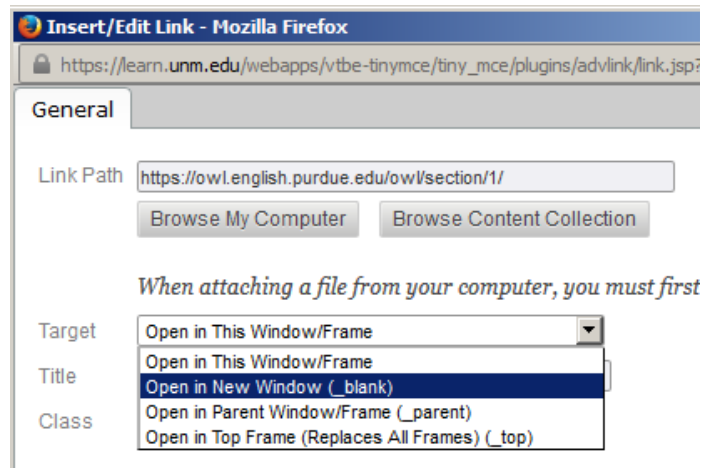 Insert/Edit Link - Mozilla Firefox
https://learn.unm.edu/webapps/vtbe-tinymce/tiny_mce/plugins/advlink/link.jsp?
General
Link Path https://owl.english.purdue.edu/owl/section/1/
Browse My Computer Browse Content Collection
When attaching a file from your computer, you must first
Target Open in This Window/Frame
Open in This Window/Frame
Title
Open in New Window (_blank)
Open in Parent Window/Frame (_parent)
Class
Open in Top Frame (Replaces All Frames) (_top)